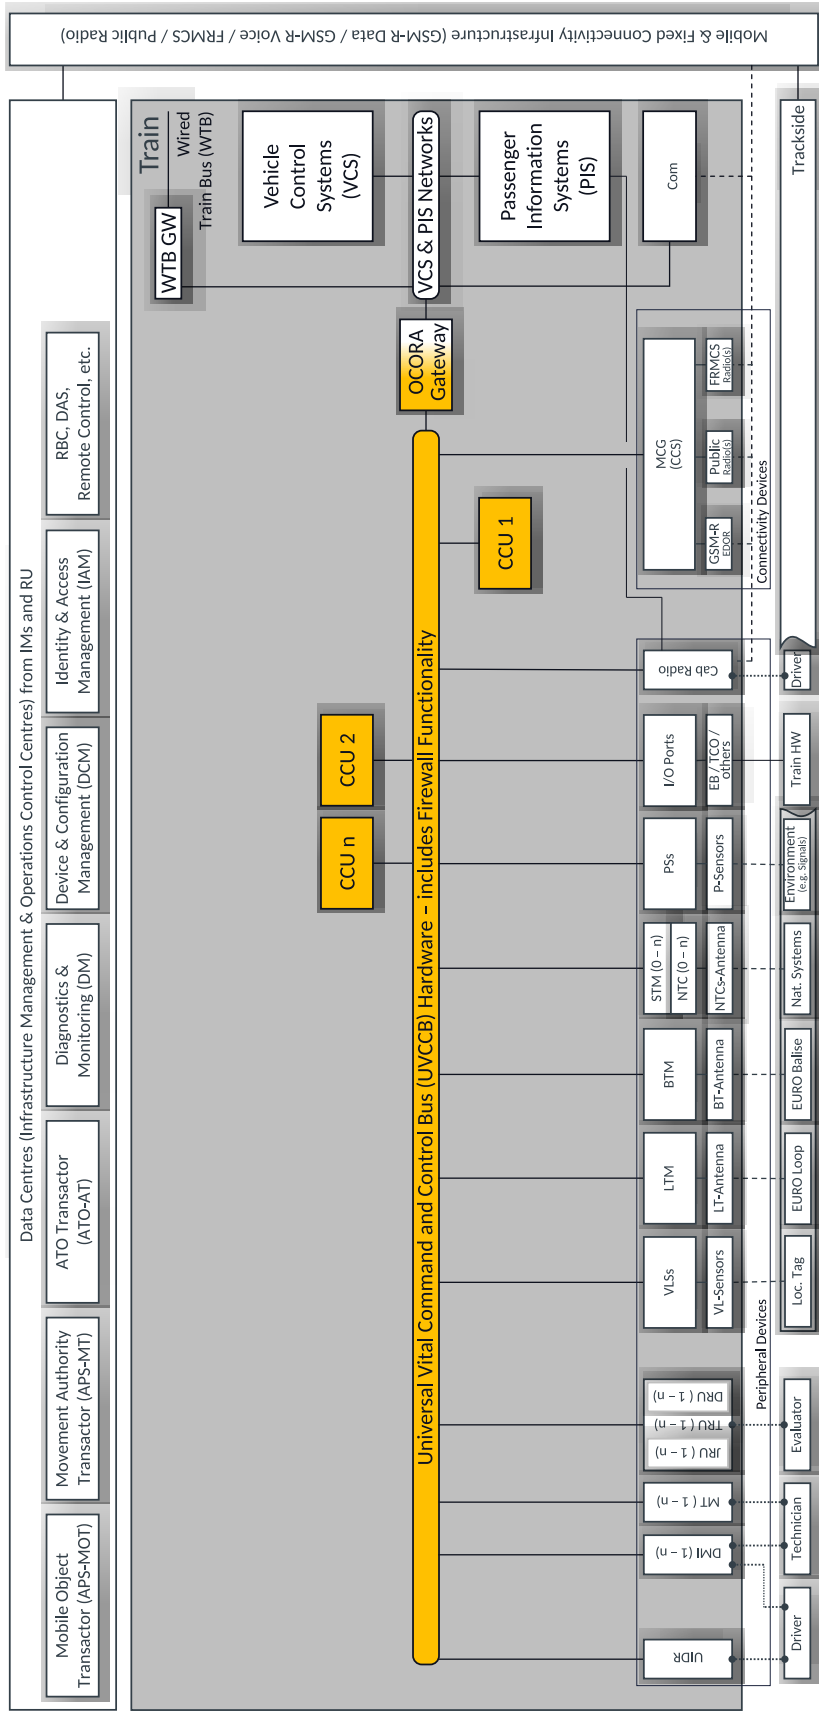 Mobile & Fixed Connectivity Infrastructure (GSM-R Data / GSM-R Voice / FRMCS / Public Radio)
Data Centres (Infrastructure Management & Operations Control Centres) from IMs and RU
Mobile Object
Transactor (APS-MOT)
Movement Authority
Transactor (APS-MT)
ATO Transactor
(ATO-AT)
Diagnostics &
Monitoring (DM)
Device & Configuration
Management (DCM)
Identity & Access
Management (IAM)
RBC, DAS,
Remote Control, etc.
Train
Wired
Train Bus (WTB)
WTB GW
Vehicle
Control
Systems
(VCS)
VCS & PIS Networks
Passenger
Information
Systems
(PIS)
Com
OCORA
Gateway
CCU n
CCU 2
CCU 1
Universal Vital Command and Control Bus (UVCCB) Hardware – includes Firewall Functionality
UIDR
DMI (1 – n)
MT ( 1 – n)
JRU ( 1 – n)
TRU ( 1 – n)
DRU ( 1 – n)
VLSs
VL-Sensors
LTM
LT-Antenna
BTM
BT-Antenna
STM (0 – n)
NTC (0 – n)
NTCs-Antenna
PSs
P-Sensors
I/O Ports
EB / TCO /
others
Cab Radio
MCG
(CCS)
GSM-R
EDOR
Public
Radio(s)
FRMCS
Radio(s)
Peripheral Devices
Connectivity Devices
Driver
Technician
Evaluator
Loc. Tag
EURO Loop
EURO Balise
Nat. Systems
Environment
(e.g. Signals)
Train HW
Driver
Trackside